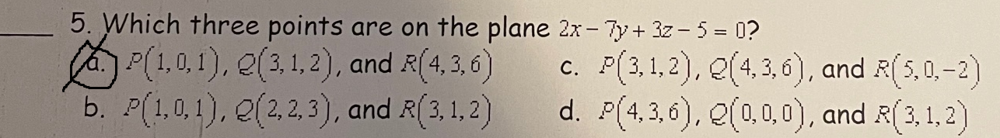 5. Which three points are on the plane 2x - 7y + 3z - 5 = 0?
a. P(1, 0, 1), Q(3, 1, 2), and R(4, 3, 6) c. P(3, 1, 2), Q(4, 3, 6), and R(5, 0, -2)
b. P(1, 0, 1), Q(2, 2, 3), and R(3, 1, 2) d. P(4, 3, 6), Q(0, 0, 0), and R(3, 1, 2)